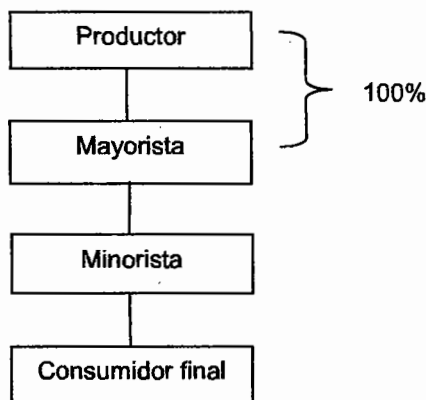 Productor
100%
Mayorista
Minorista
Consumidor final